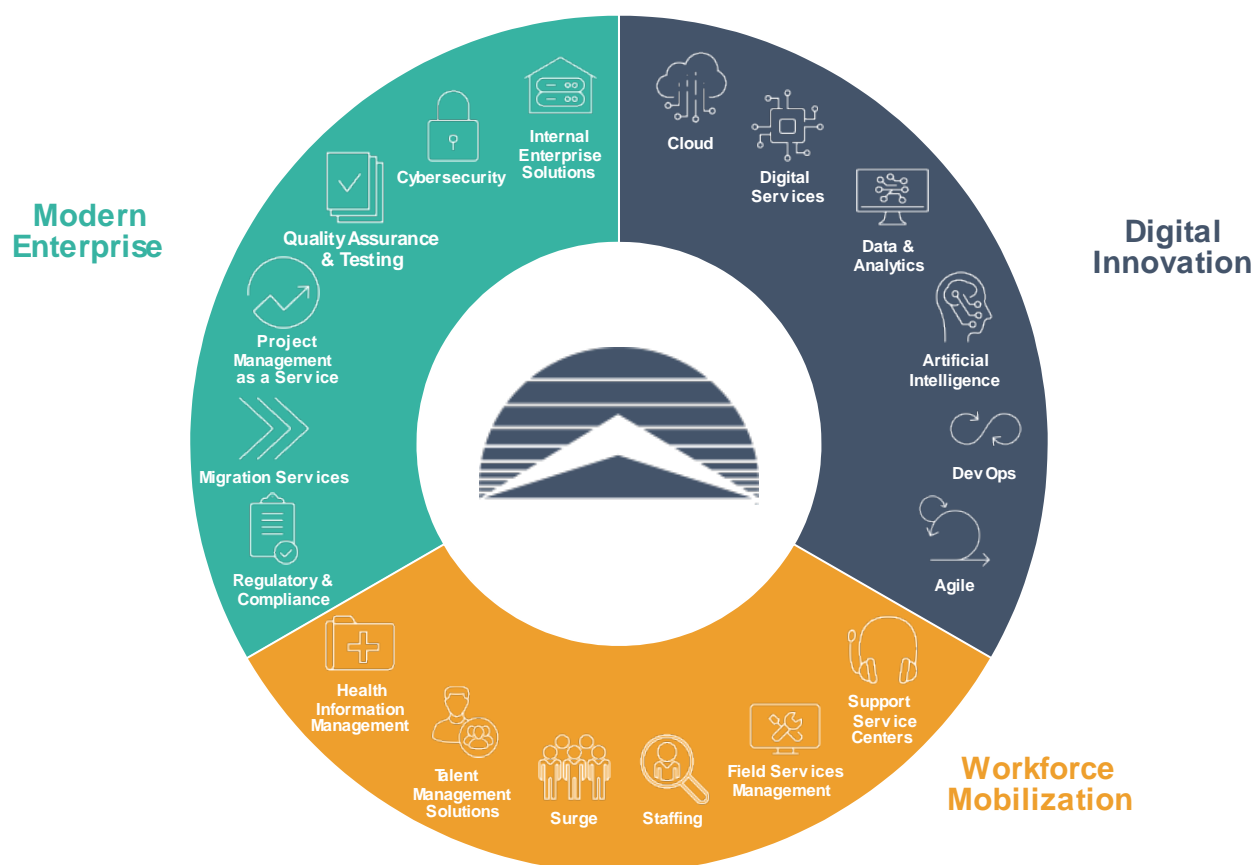 Modern
Enterprise
Internal
Enterprise
Solutions
Cybersecurity
Quality Assurance
& Testing
Project
Management
as a Service
Migration Services
Regulatory &
Compliance
Cloud
Digital
Services
Data &
Analytics
Artificial
Intelligence
DevOps
Agile
Digital
Innovation
Health
Information
Management
Talent
Management
Solutions
Surge
Staffing
Field Services
Management
Support
Service
Centers
Workforce
Mobilization